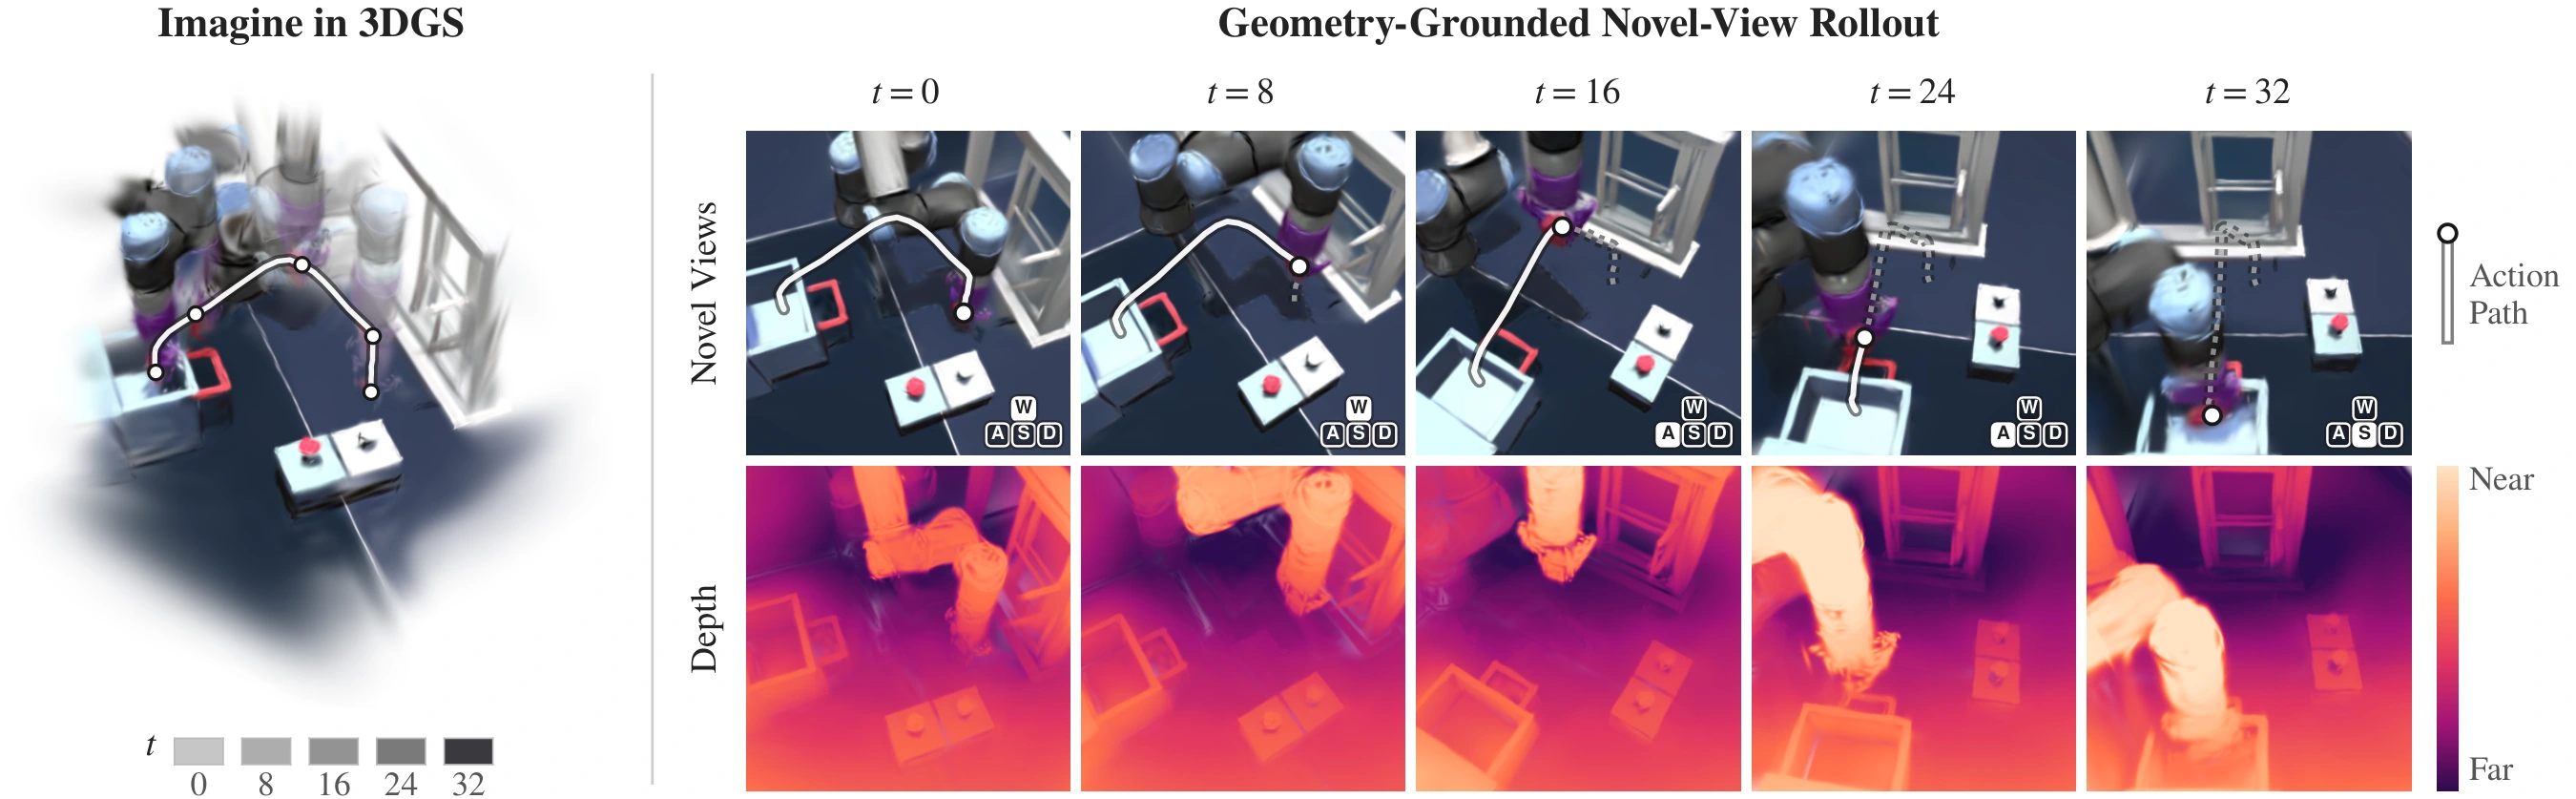 Imagine in 3DGS
t
0 8 16 24 32
Geometry-Grounded Novel-View Rollout
t = 0 t = 8 t = 16 t = 24 t = 32
Novel Views
W W W W W
A S D A S D A S D A S D A S D
Action
Path
Depth
Near
Far